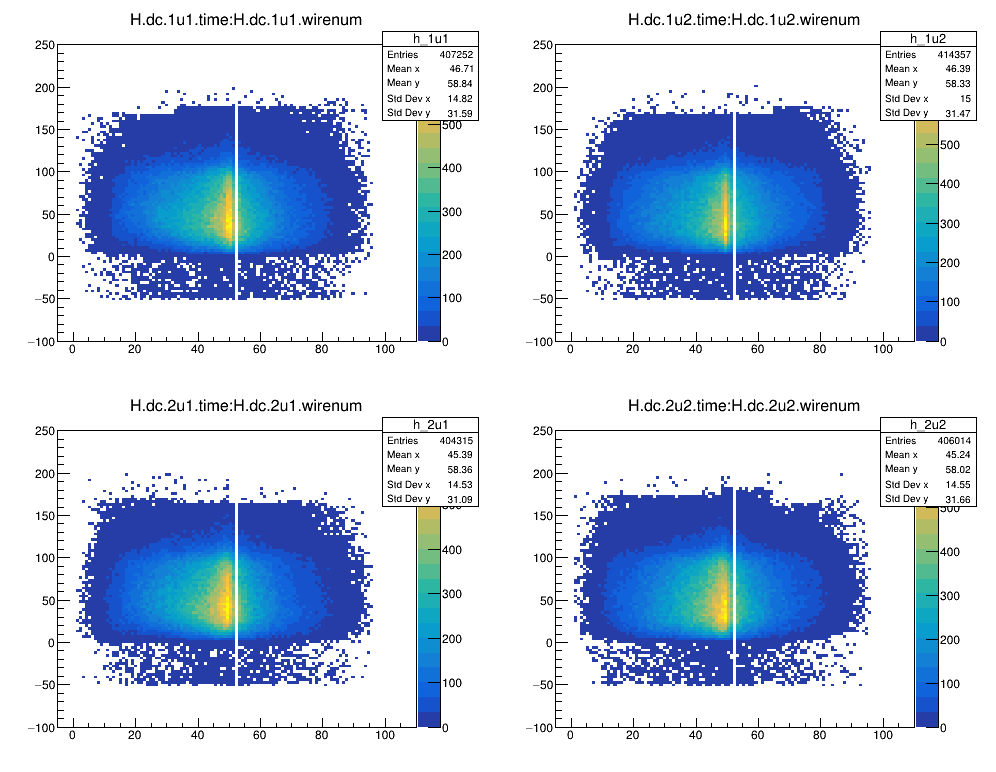 H.dc.1u1.time:H.dc.1u1.wirenum
h_1u1
Entries 407252
Mean x 46.71
Mean y 58.84
Std Dev x 14.82
Std Dev y 31.59
250
200
150
100
50
0
−50
−100
0 20 40 60 80 100
500
400
300
200
100
0
H.dc.1u2.time:H.dc.1u2.wirenum
h_1u2
Entries 414357
Mean x 46.39
Mean y 58.33
Std Dev x 15
Std Dev y 31.47
250
200
150
100
50
0
−50
−100
0 20 40 60 80 100
500
400
300
200
100
0
H.dc.2u1.time:H.dc.2u1.wirenum
h_2u1
Entries 404315
Mean x 45.39
Mean y 58.36
Std Dev x 14.53
Std Dev y 31.09
250
200
150
100
50
0
−50
−100
0 20 40 60 80 100
500
400
300
200
100
0
H.dc.2u2.time:H.dc.2u2.wirenum
h_2u2
Entries 406014
Mean x 45.24
Mean y 58.02
Std Dev x 14.55
Std Dev y 31.66
250
200
150
100
50
0
−50
−100
0 20 40 60 80 100
500
400
300
200
100
0